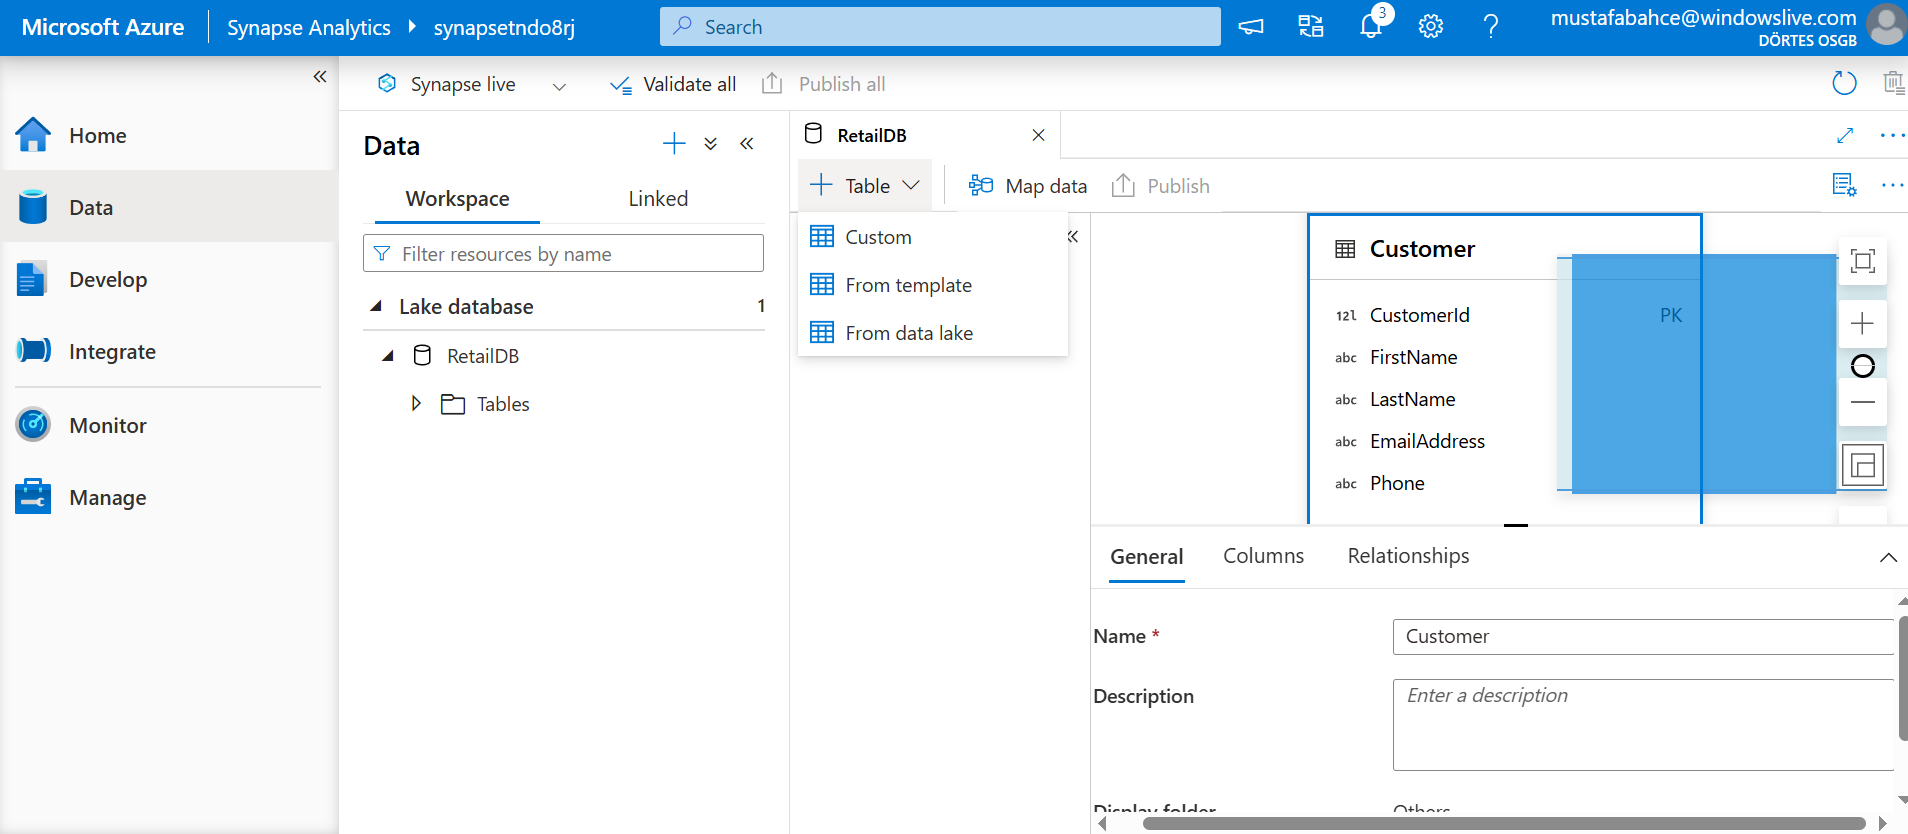 Microsoft Azure
Synapse Analytics
synapsetndo8rj
Search
3
mustafabahce@windowslive.com
DÖRTES OSGB
Home
Data
Develop
Integrate
Monitor
Manage
Synapse live
Validate all
Publish all
Data
Workspace
Linked
Filter resources by name
Lake database
1
RetailDB
Tables
RetailDB
Table
Map data
Publish
Custom
From template
From data lake
Customer
12l CustomerId PK
abc FirstName
abc LastName
abc EmailAddress
abc Phone
General
Columns
Relationships
Name *
Customer
Description
Enter a description
Display folder
Others